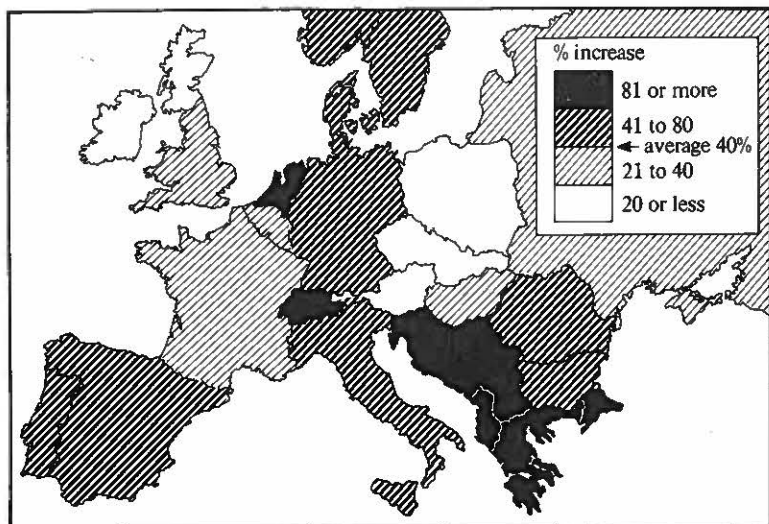 % increase
81 or more
41 to 80
average 40%
21 to 40
20 or less